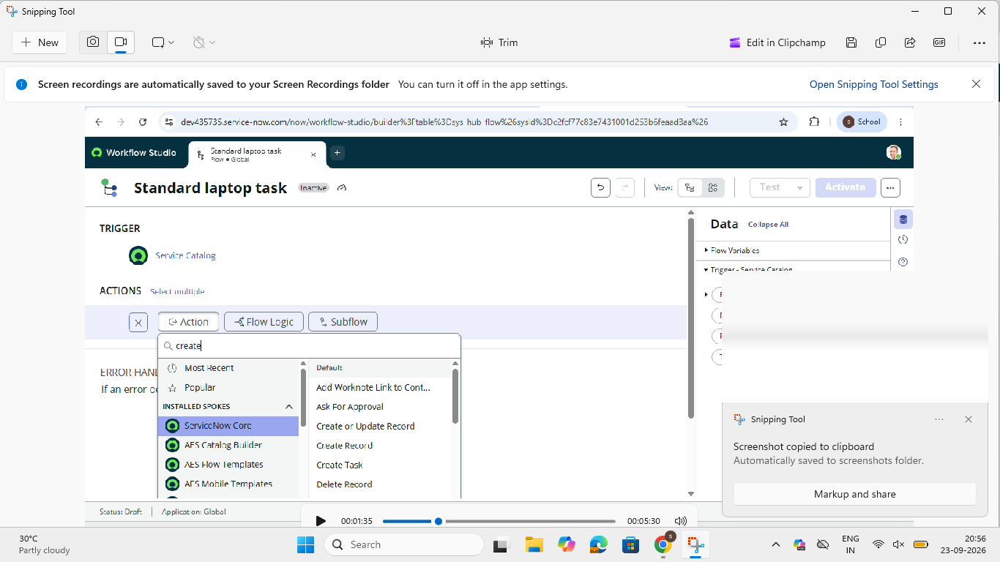 Snipping Tool
New
Trim
Edit in Clipchamp
GIF
Screen recordings are automatically saved to your Screen Recordings folder You can turn it off in the app settings.
Open Snipping Tool Settings
dev435735.service-now.com/now/workflow-studio/builder%3Ftable%3Dsys_hub_flow%26sysid%3Dc2fcf77c83e7431001d253b6feaad3aa%26
S School
Workflow Studio
Standard laptop task
Flow • Global
Standard laptop task Inactive
View:
Test
Activate
TRIGGER
Service Catalog
ACTIONS Select multiple
Action
Flow Logic
Subflow
create
Most Recent
Popular
INSTALLED SPOKES
ServiceNow Core
AES Catalog Builder
AES Flow Templates
AES Mobile Templates
Default
Add Worknote Link to Cont...
Ask For Approval
Create or Update Record
Create Record
Create Task
Delete Record
ERROR HAN
If an error
Data Collapse All
Flow Variables
Trigger - Service Catalog
Status: Draft
Application: Global
00:01:35
00:05:30
Snipping Tool
Screenshot copied to clipboard
Automatically saved to screenshots folder.
Markup and share
30°C
Partly cloudy
Search
ENG
IN
20:56
23-09-2026